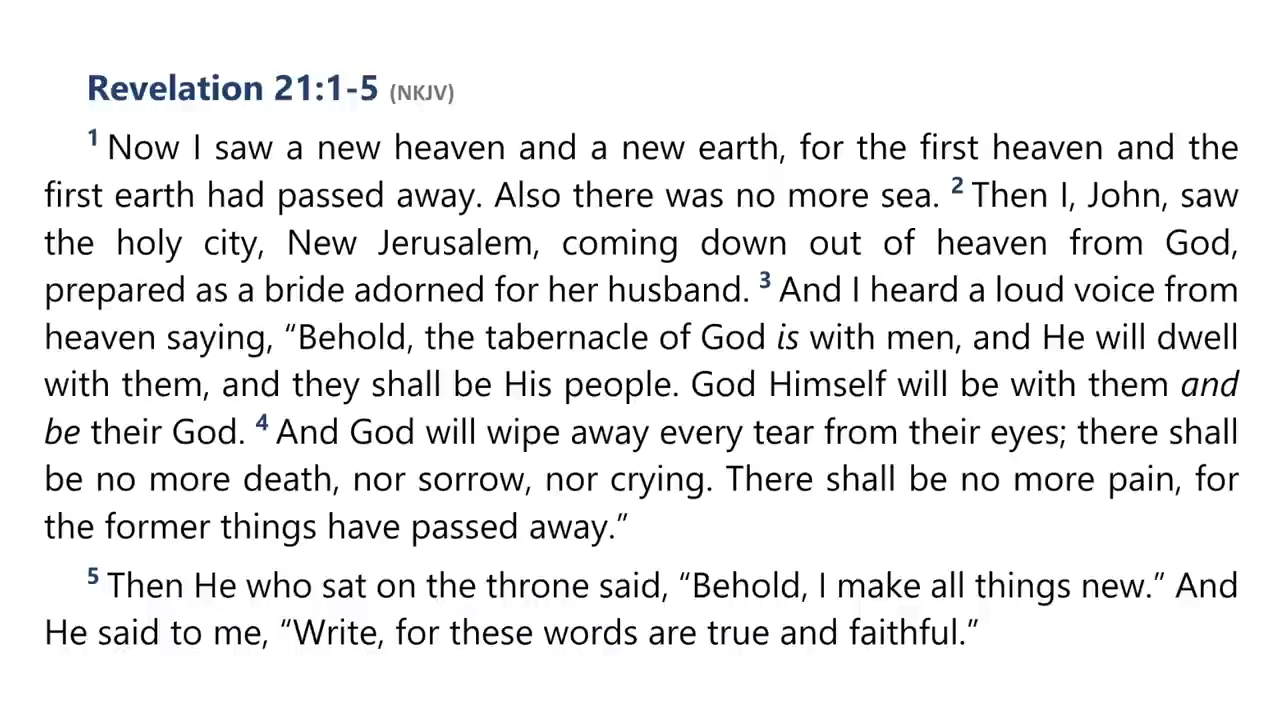 Revelation 21:1-5 (NKJV)
1 Now I saw a new heaven and a new earth, for the first heaven and the
first earth had passed away. Also there was no more sea. 2 Then I, John, saw
the holy city, New Jerusalem, coming down out of heaven from God,
prepared as a bride adorned for her husband. 3 And I heard a loud voice from
heaven saying, “Behold, the tabernacle of God is with men, and He will dwell
with them, and they shall be His people. God Himself will be with them and
be their God. 4 And God will wipe away every tear from their eyes; there shall
be no more death, nor sorrow, nor crying. There shall be no more pain, for
the former things have passed away.”
5 Then He who sat on the throne said, “Behold, I make all things new.” And
He said to me, “Write, for these words are true and faithful.”